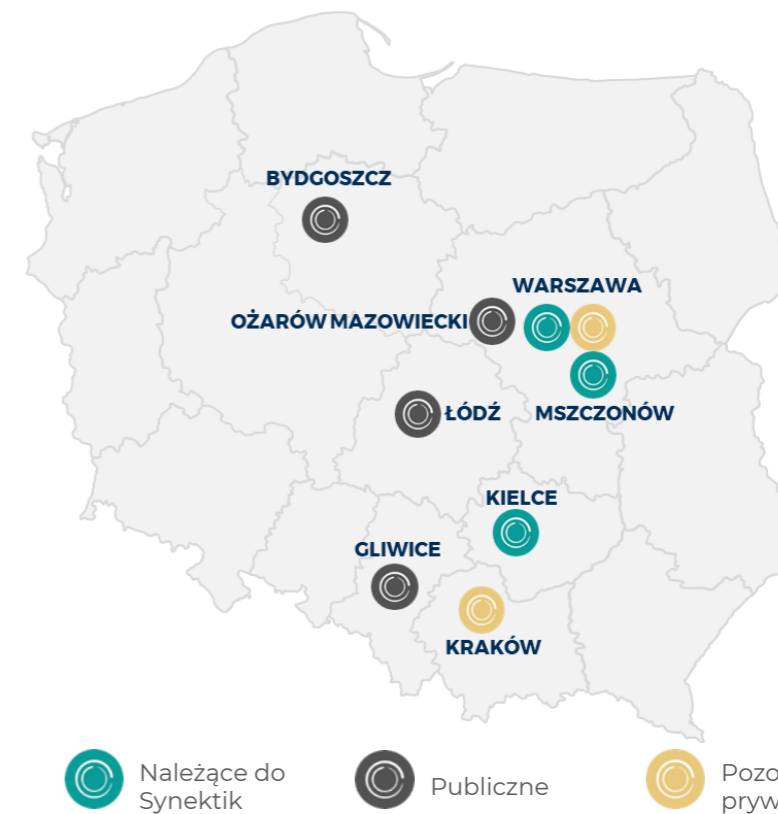 BYDGOSZCZ
WARSZAWA
OŻARÓW MAZOWIECKI
ŁÓDŹ
MSZCZONÓW
KIELCE
GLIWICE
KRAKÓW
Należące do
Synektik
Publiczne